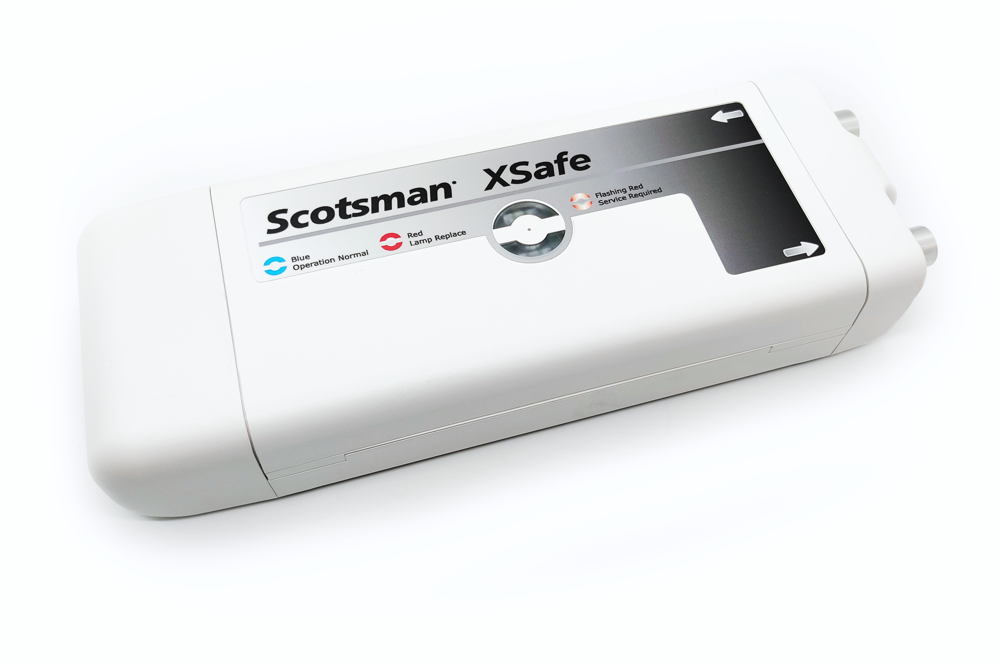 Scotsman XSafe
Blue
Operation Normal
Red
Lamp Replace
Flashing Red
Service Required